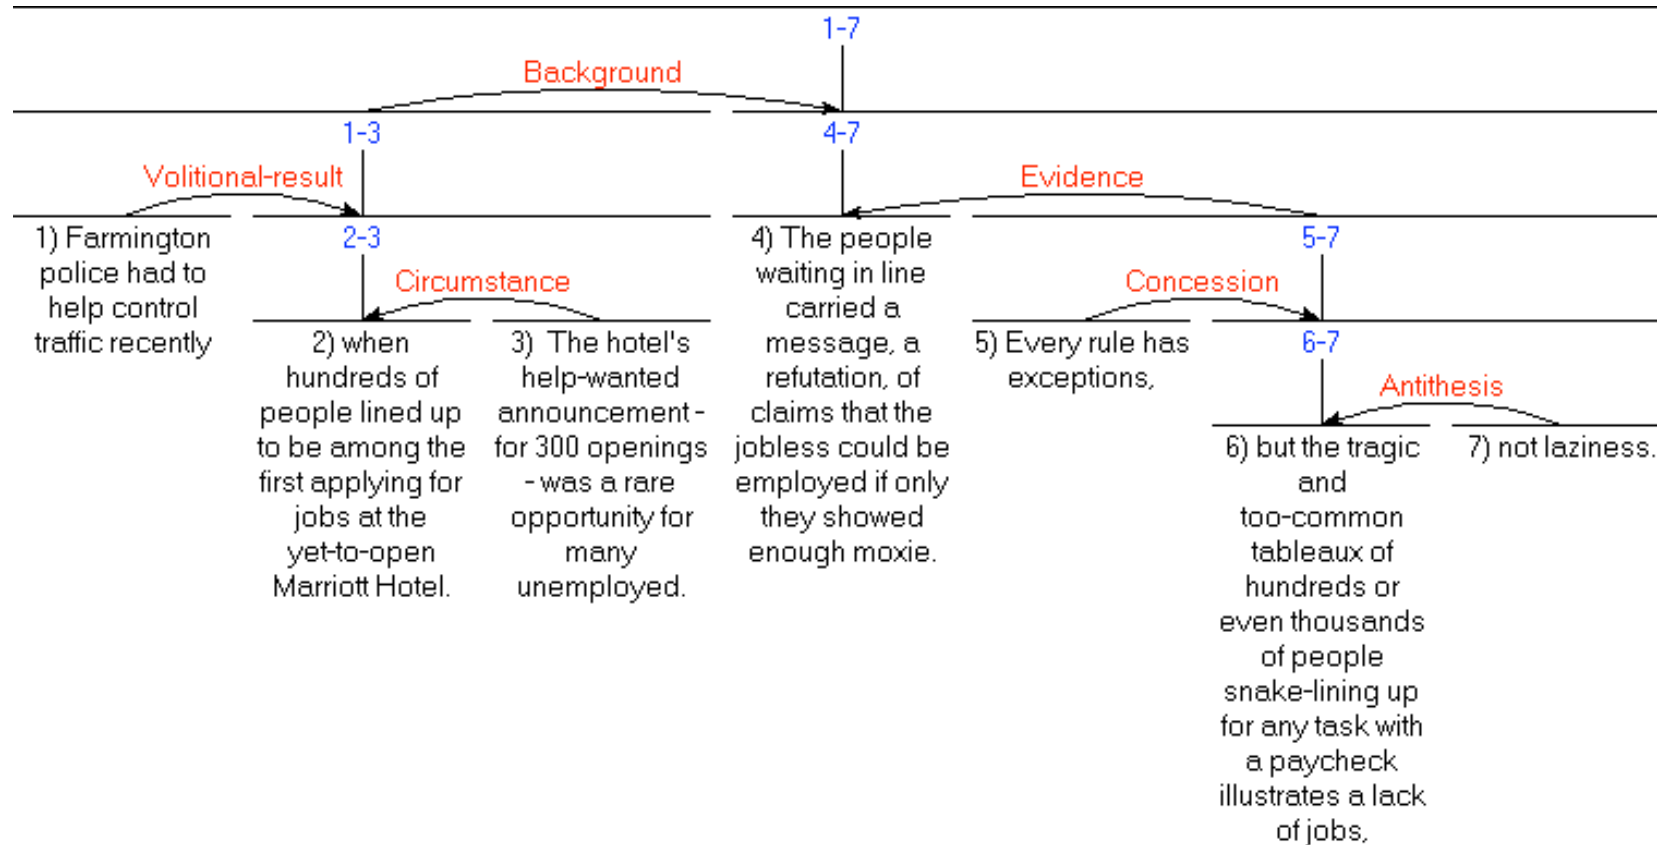 1-7
Background
1-3
4-7
Volitional-result
Evidence
1) Farmington
police had to
help control
traffic recently
2-3
Circumstance
2) when
hundreds of
people lined up
to be among the
first applying for
jobs at the
yet-to-open
Marriott Hotel.
3) The hotel's
help-wanted
announcement -
for 300 openings
- was a rare
opportunity for
many
unemployed.
4) The people
waiting in line
carried a
message, a
refutation, of
claims that the
jobless could be
employed if only
they showed
enough moxie.
5-7
Concession
5) Every rule has
exceptions,
6-7
Antithesis
6) but the tragic
and
too-common
tableaux of
hundreds or
even thousands
of people
snake-lining up
for any task with
a paycheck
illustrates a lack
of jobs,
7) not laziness.